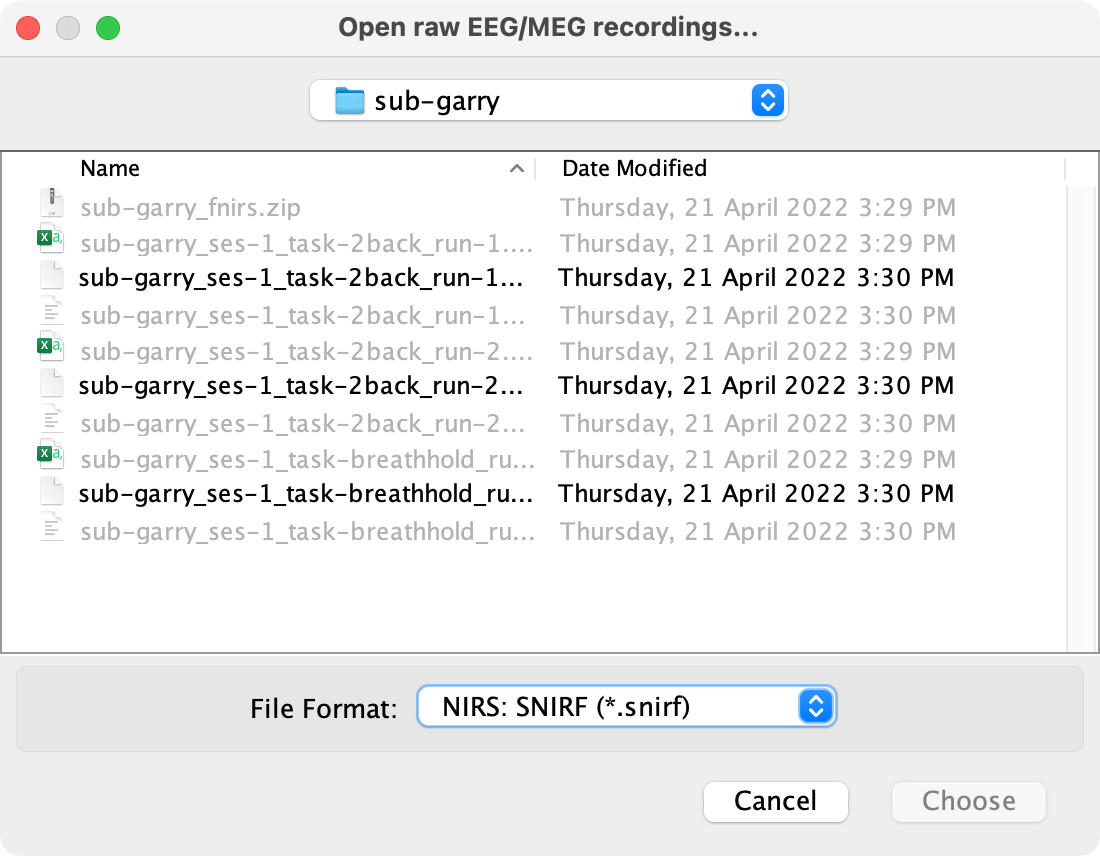 Open raw EEG/MEG recordings...
sub-garry
Name Date Modified
sub-garry_fnirs.zip Thursday, 21 April 2022 3:29 PM
sub-garry_ses-1_task-2back_run-1.... Thursday, 21 April 2022 3:29 PM
sub-garry_ses-1_task-2back_run-1... Thursday, 21 April 2022 3:30 PM
sub-garry_ses-1_task-2back_run-1... Thursday, 21 April 2022 3:30 PM
sub-garry_ses-1_task-2back_run-2.... Thursday, 21 April 2022 3:29 PM
sub-garry_ses-1_task-2back_run-2... Thursday, 21 April 2022 3:30 PM
sub-garry_ses-1_task-2back_run-2... Thursday, 21 April 2022 3:30 PM
sub-garry_ses-1_task-breathhold_ru... Thursday, 21 April 2022 3:29 PM
sub-garry_ses-1_task-breathhold_ru... Thursday, 21 April 2022 3:30 PM
sub-garry_ses-1_task-breathhold_ru... Thursday, 21 April 2022 3:30 PM
File Format: NIRS: SNIRF (*.snirf)
Cancel Choose